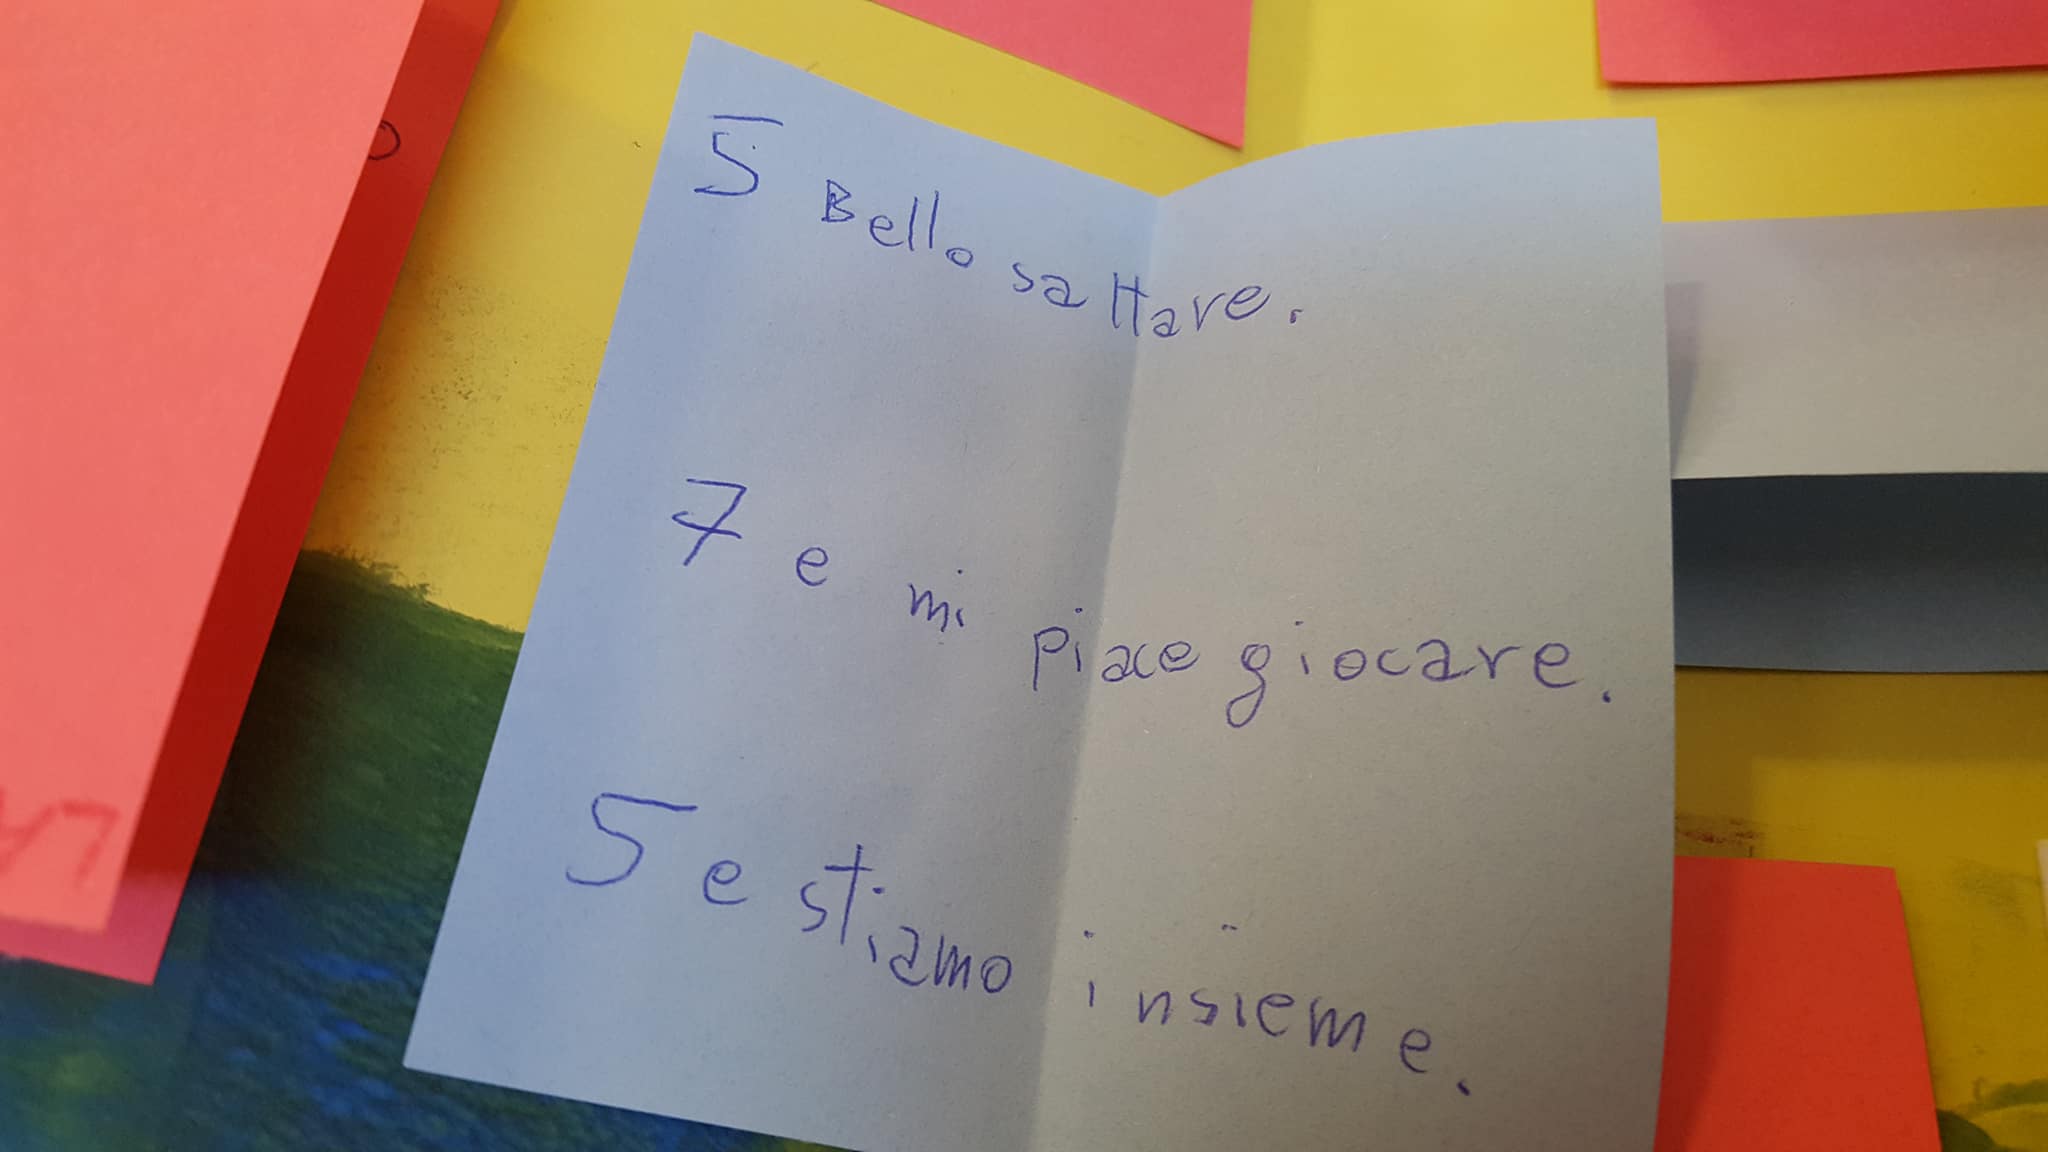 5 Bello saltare.
7 e mi piace giocare.
5 e stiamo insieme.